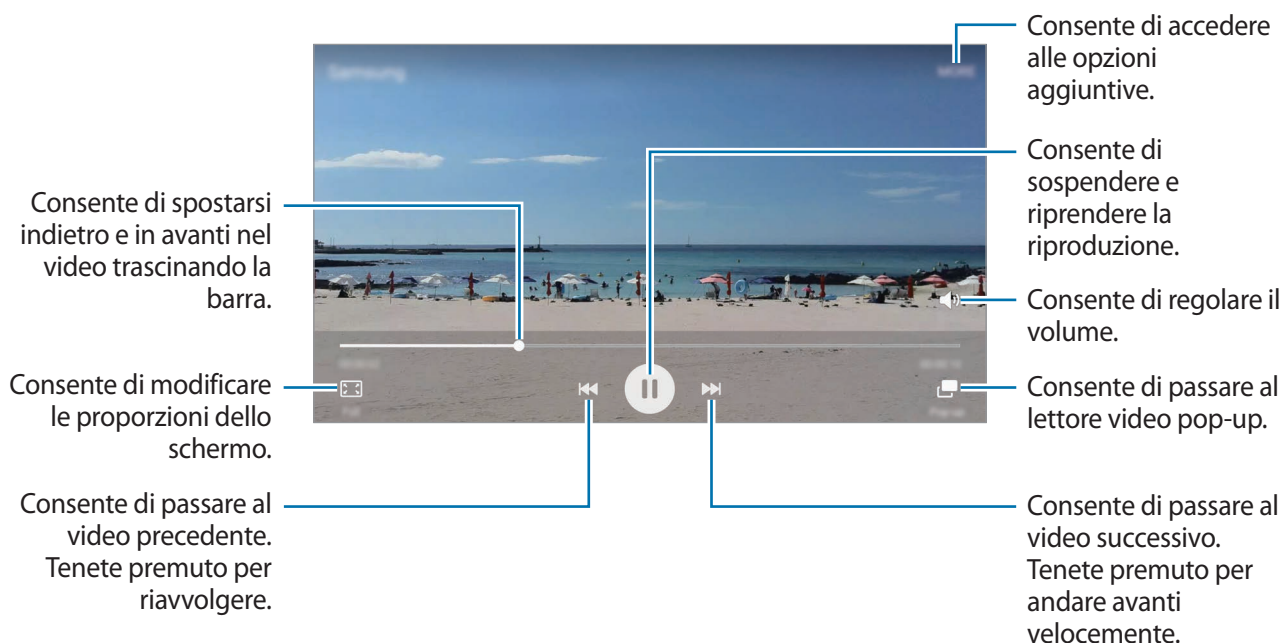 Consente di accedere
alle opzioni
aggiuntive.
Consente di
sospendere e
riprendere la
riproduzione.
Consente di spostarsi
indietro e in avanti nel
video trascinando la
barra.
Consente di regolare il
volume.
Consente di modificare
le proporzioni dello
schermo.
Consente di passare al
lettore video pop-up.
Consente di passare al
video precedente.
Tenete premuto per
riavvolgere.
Consente di passare al
video successivo.
Tenete premuto per
andare avanti
velocemente.
Samsung
MORE
Full